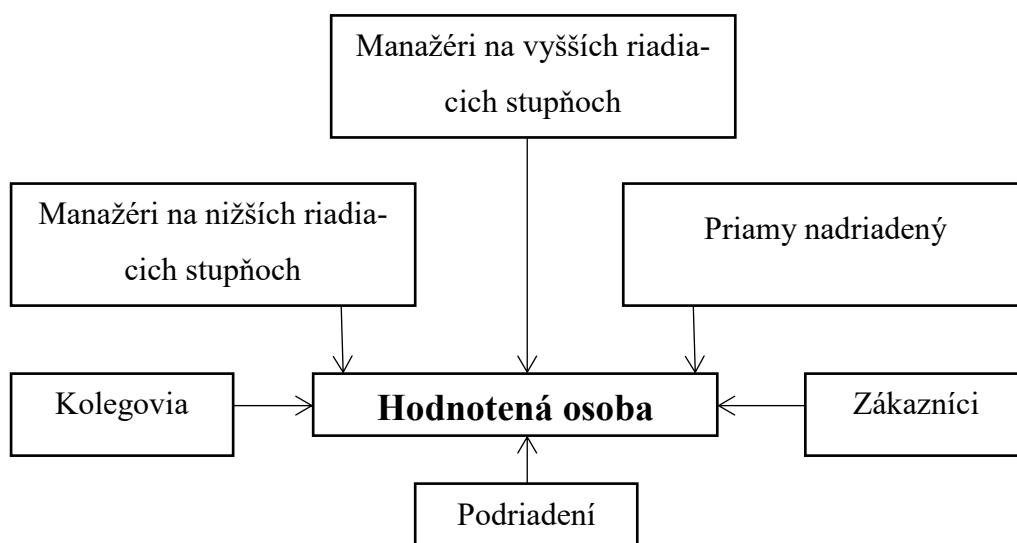 Manažéri na vyšších riadia-
cich stupňoch
Manažéri na nižších riadia-
cich stupňoch
Priamy nadriadený
Kolegovia
Hodnotená osoba
Zákazníci
Podriadení